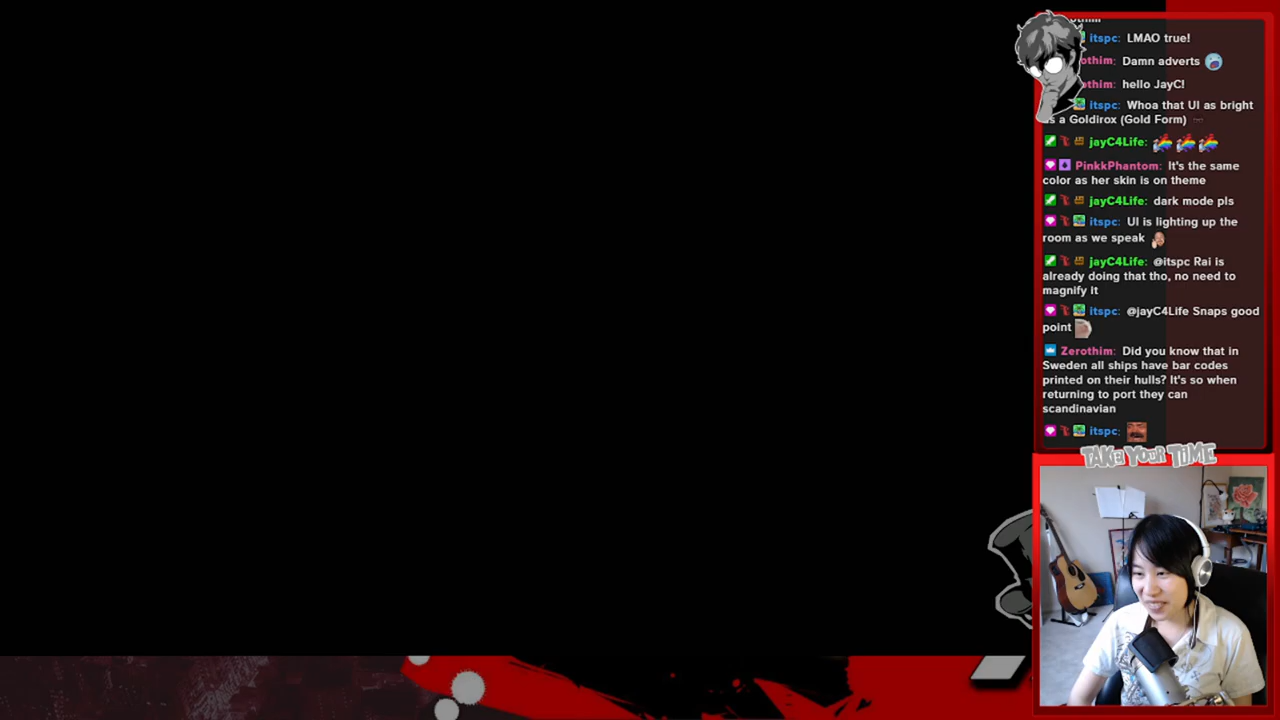 itspc: LMAO true!
othim: Damn adverts
othim: hello JayC!
itspc: Whoa that UI as bright
as a Goldirox (Gold Form)
jayC4Life:
PinkkPhantom: It's the same
color as her skin is on theme
jayC4Life: dark mode pls
itspc: UI is lighting up the
room as we speak
jayC4Life: @itspc Rai is
already doing that tho, no need to
magnify it
itspc: @jayC4Life Snaps good
point
Zerothim: Did you know that in
Sweden all ships have bar codes
printed on their hulls? It's so when
returning to port they can
scandinavian
itspc:
TAKE YOUR TiME